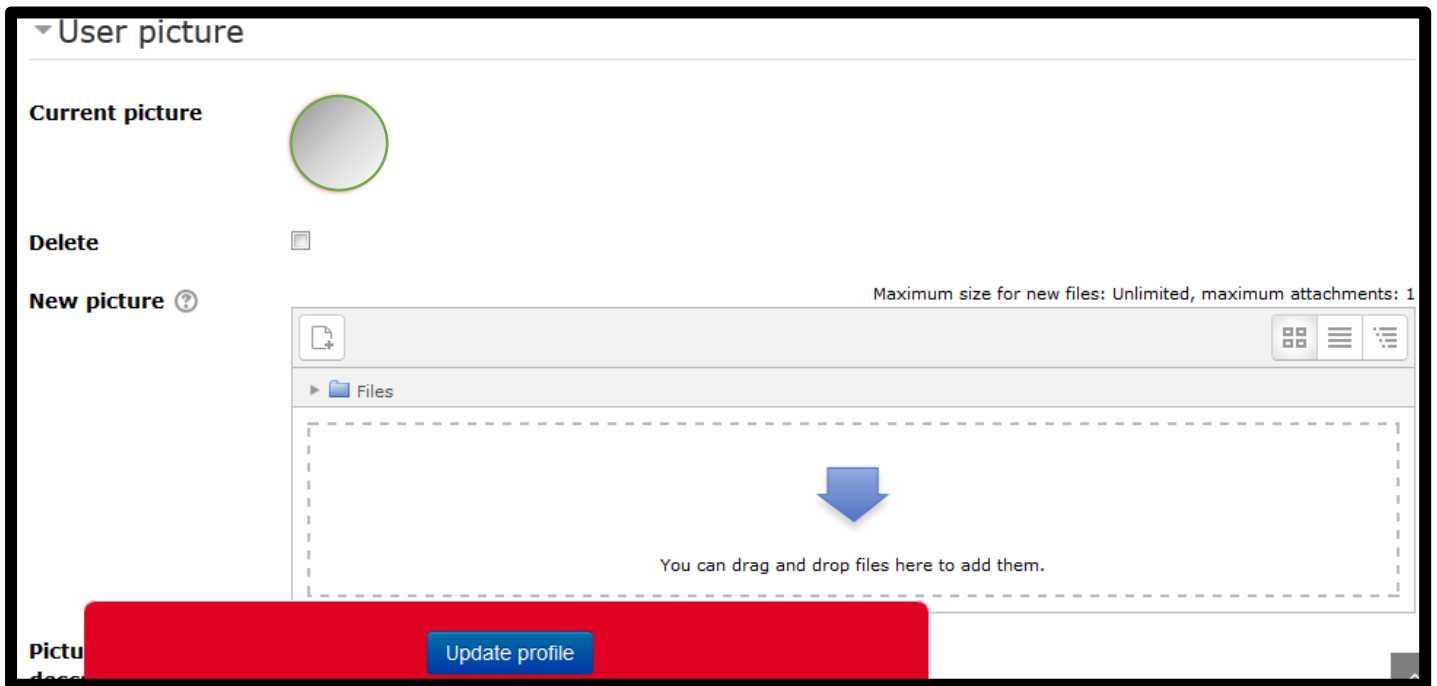 User picture
Current picture
Delete
New picture
Maximum size for new files: Unlimited, maximum attachments: 1
Files
You can drag and drop files here to add them.
Update profile